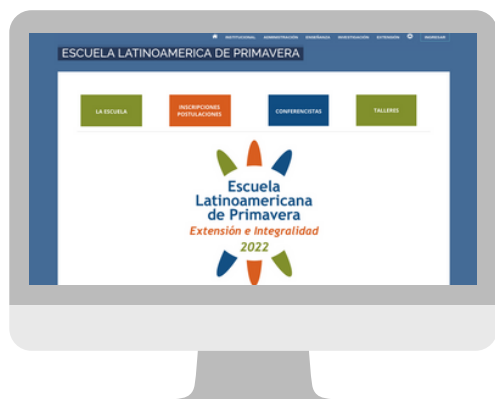 INSTITUCIONAL ADMINISTRACIÓN ENSEÑANZA INVESTIGACIÓN EXTENSIÓN INGRESAR
ESCUELA LATINOAMERICA DE PRIMAVERA
LA ESCUELA
INSCRIPCIONES
POSTULACIONES
CONFERENCISTAS
TALLERES
Escuela
Latinoamericana
de Primavera
Extensión e Integralidad
2022